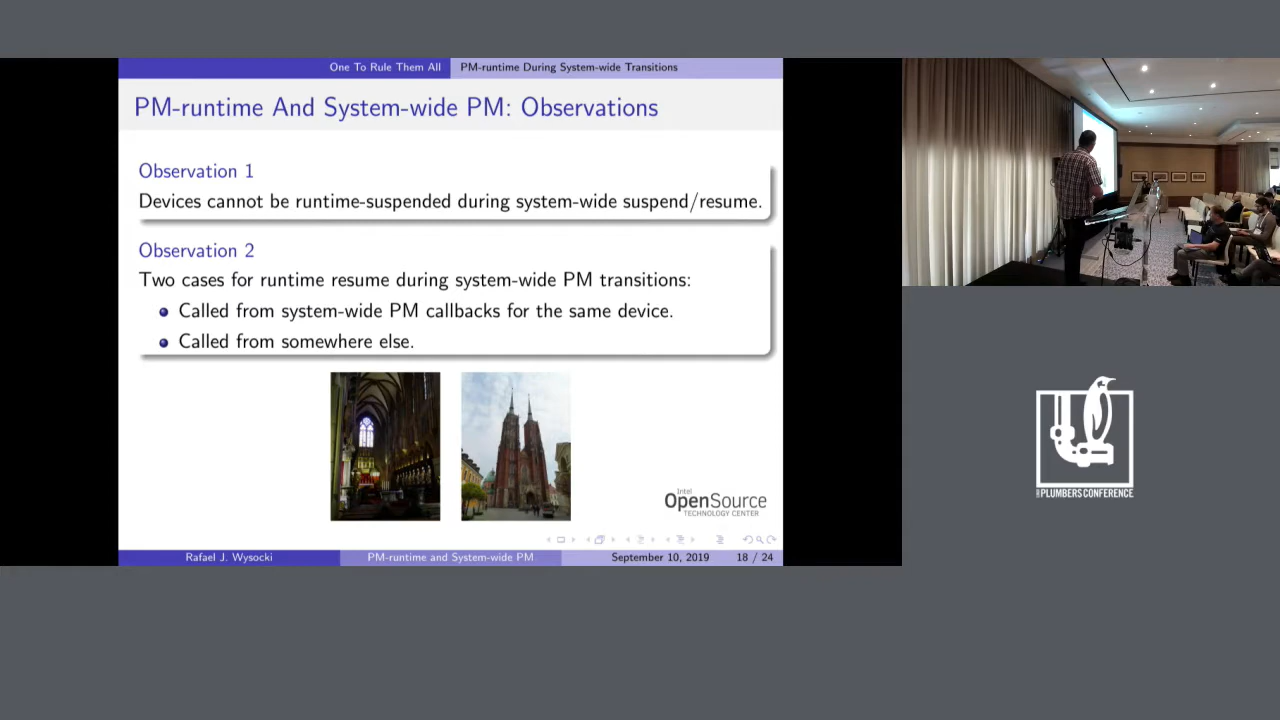 One To Rule Them All PM-runtime During System-wide Transitions
PM-runtime And System-wide PM: Observations
Observation 1
Devices cannot be runtime-suspended during system-wide suspend/resume.
Observation 2
Two cases for runtime resume during system-wide PM transitions:
Called from system-wide PM callbacks for the same device.
Called from somewhere else.
Intel
OpenSource
TECHNOLOGY CENTER
Rafael J. Wysocki PM-runtime and System-wide PM September 10, 2019 18 / 24
PLUMBERS CONFERENCE